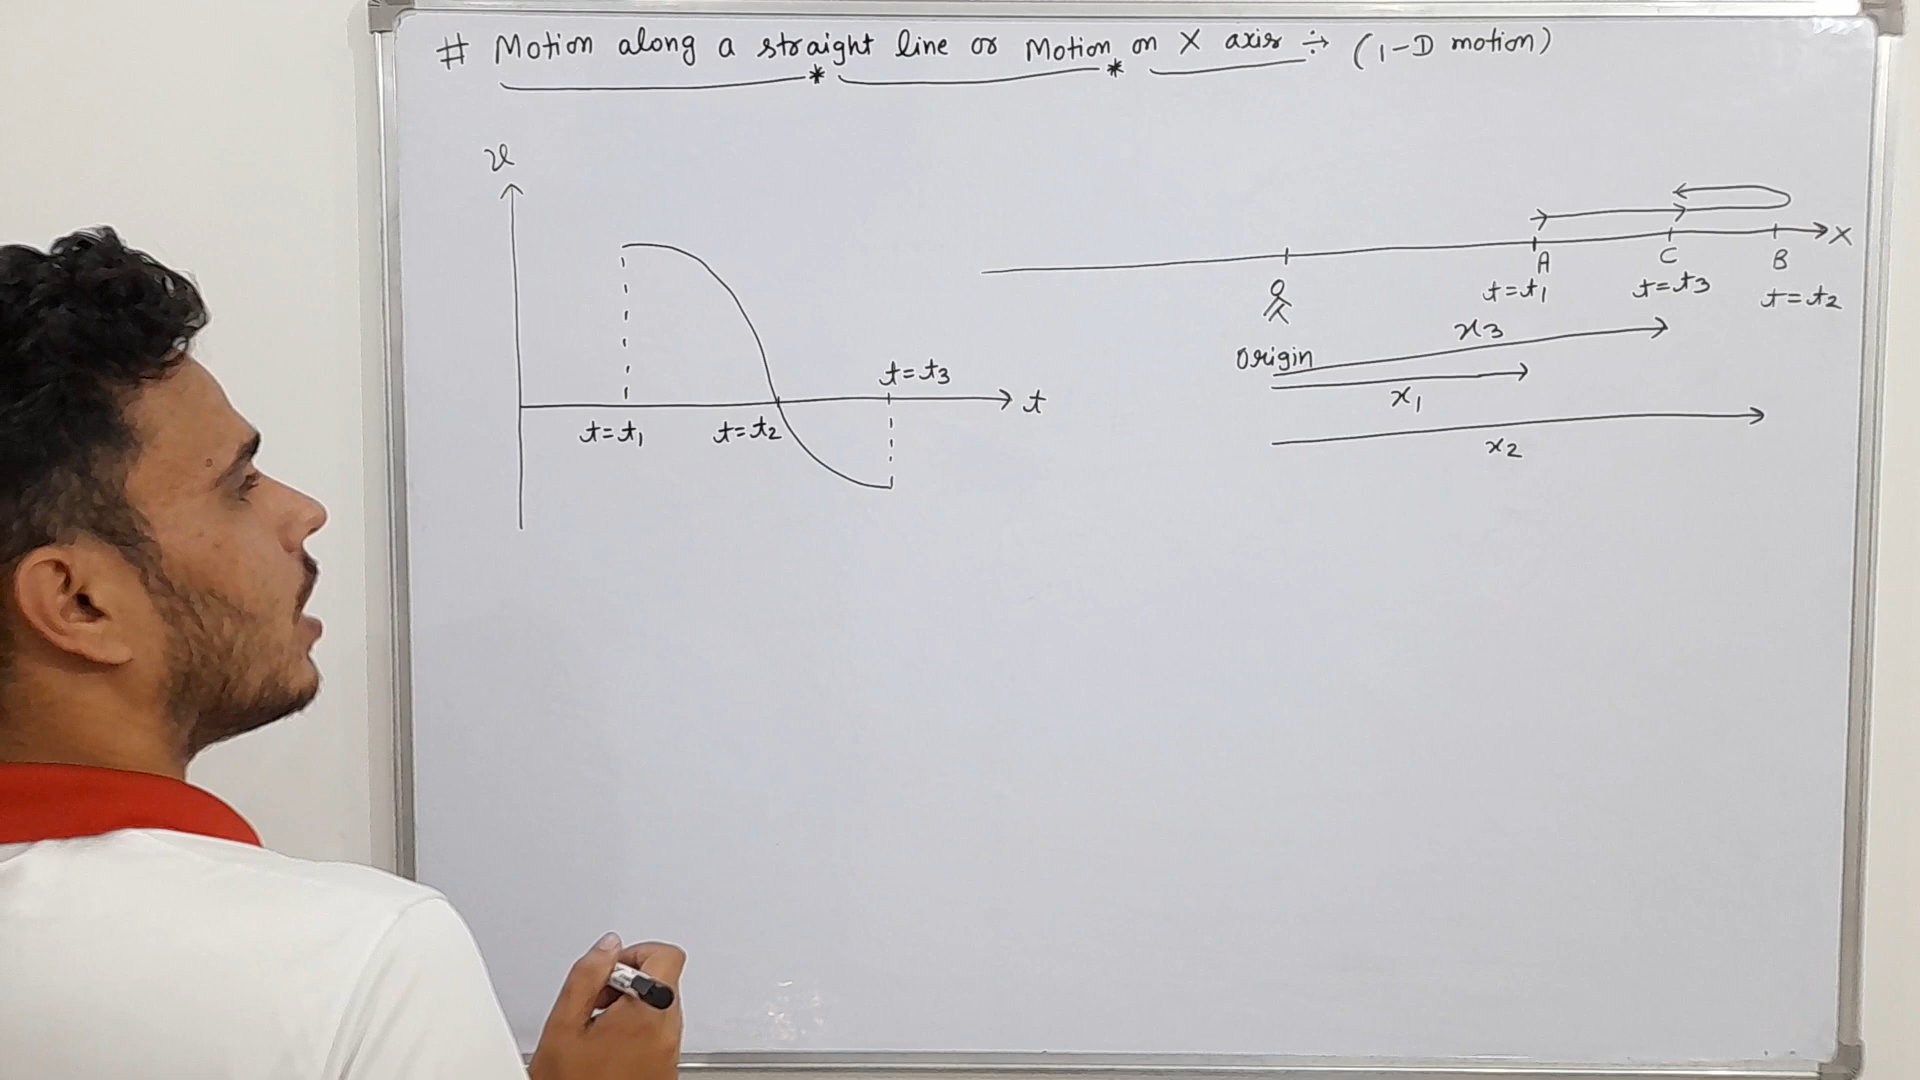 # Motion along a straight line or Motion on X axis ÷ (1-D motion)
v
t = t3
t
t = t1
t = t2
X
A
C
B
t = t1
t = t3
t = t2
x3
Origin
x1
x2